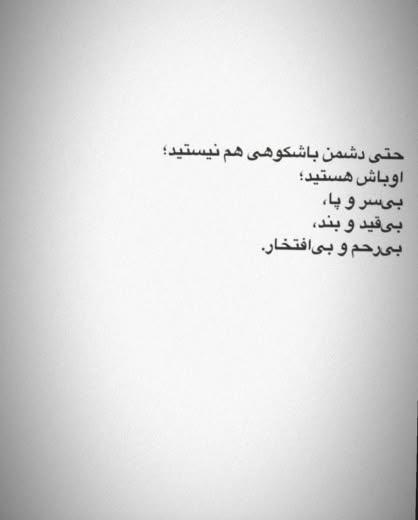 حتی دشمن باشکوهی هم نیستید؛
اوباش هستید؛
بی‌سر و پا،
بی‌قید و بند،
بی‌رحم و بی‌افتخار.